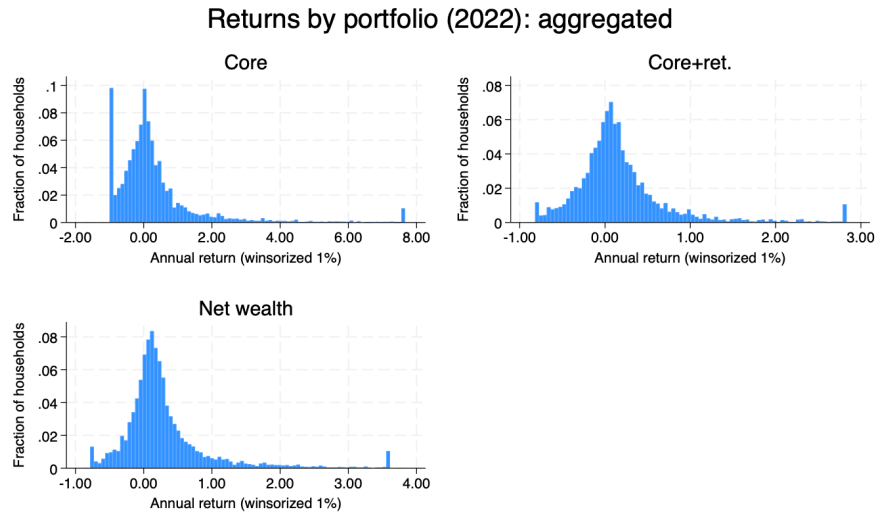 Returns by portfolio (2022): aggregated
Core
Fraction of households
.1
.08
.06
.04
.02
0
-2.00 0.00 2.00 4.00 6.00 8.00
Annual return (winsorized 1%)
Core+ret.
Fraction of households
.08
.06
.04
.02
0
-1.00 0.00 1.00 2.00 3.00
Annual return (winsorized 1%)
Net wealth
Fraction of households
.08
.06
.04
.02
0
-1.00 0.00 1.00 2.00 3.00 4.00
Annual return (winsorized 1%)